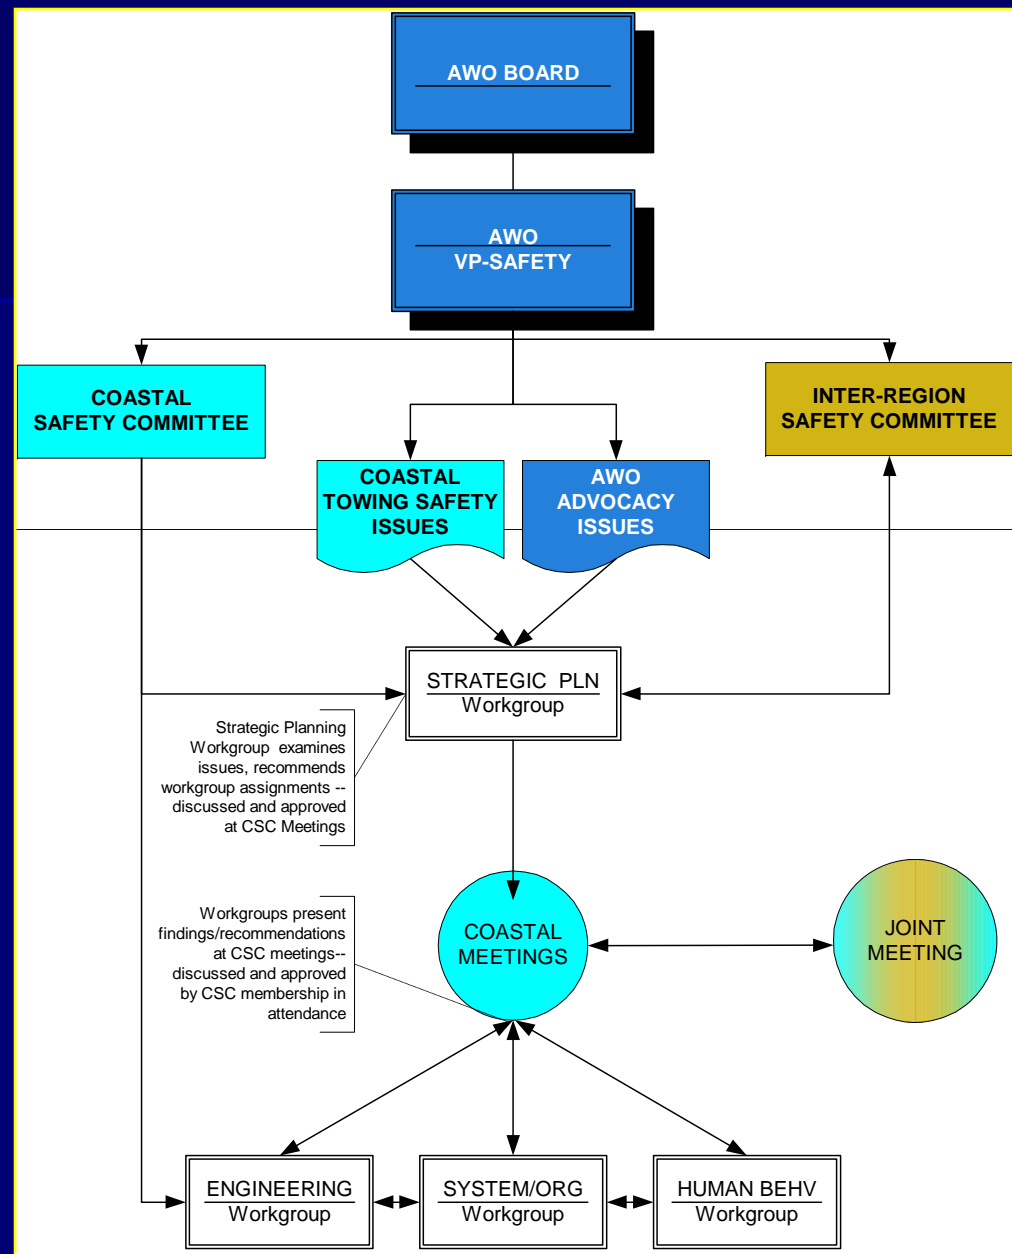 AWO BOARD
AWO
VP-SAFETY
COASTAL
SAFETY COMMITTEE
INTER-REGION
SAFETY COMMITTEE
COASTAL
TOWING SAFETY
ISSUES
AWO
ADVOCACY
ISSUES
STRATEGIC PLN
Workgroup
Strategic Planning
Workgroup examines
issues, recommends
workgroup assignments --
discussed and approved
at CSC Meetings
Workgroups present
findings/recommendations
at CSC meetings--
discussed and approved
by CSC membership in
attendance
COASTAL
MEETINGS
JOINT
MEETING
ENGINEERING
Workgroup
SYSTEM/ORG
Workgroup
HUMAN BEHV
Workgroup